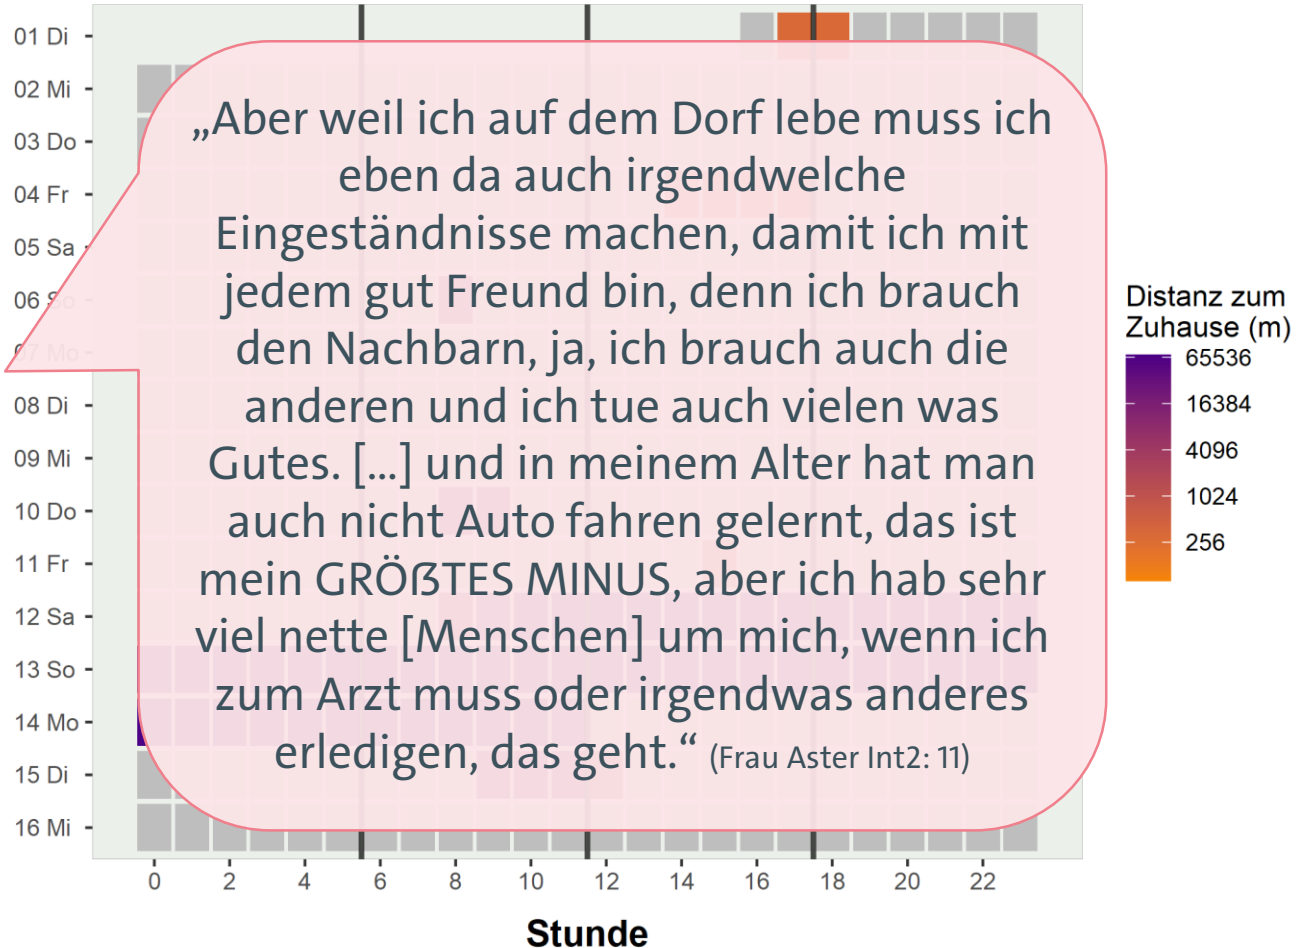 01 Di
02 Mi
03 Do
04 Fr
05 Sa
06 So
07 Mo
08 Di
09 Mi
10 Do
11 Fr
12 Sa
13 So
14 Mo
15 Di
16 Mi
„Aber weil ich auf dem Dorf lebe muss ich
eben da auch irgendwelche
Eingeständnisse machen, damit ich mit
jedem gut Freund bin, denn ich brauch
den Nachbarn, ja, ich brauch auch die
anderen und ich tue auch vielen was
Gutes. [...] und in meinem Alter hat man
auch nicht Auto fahren gelernt, das ist
mein GRÖẞTES MINUS, aber ich hab sehr
viel nette [Menschen] um mich, wenn ich
zum Arzt muss oder irgendwas anderes
erledigen, das geht.“ (Frau Aster Int2: 11)
0 2 4 6 8 10 12 14 16 18 20 22
Stunde
Distanz zum
Zuhause (m)
65536
16384
4096
1024
256